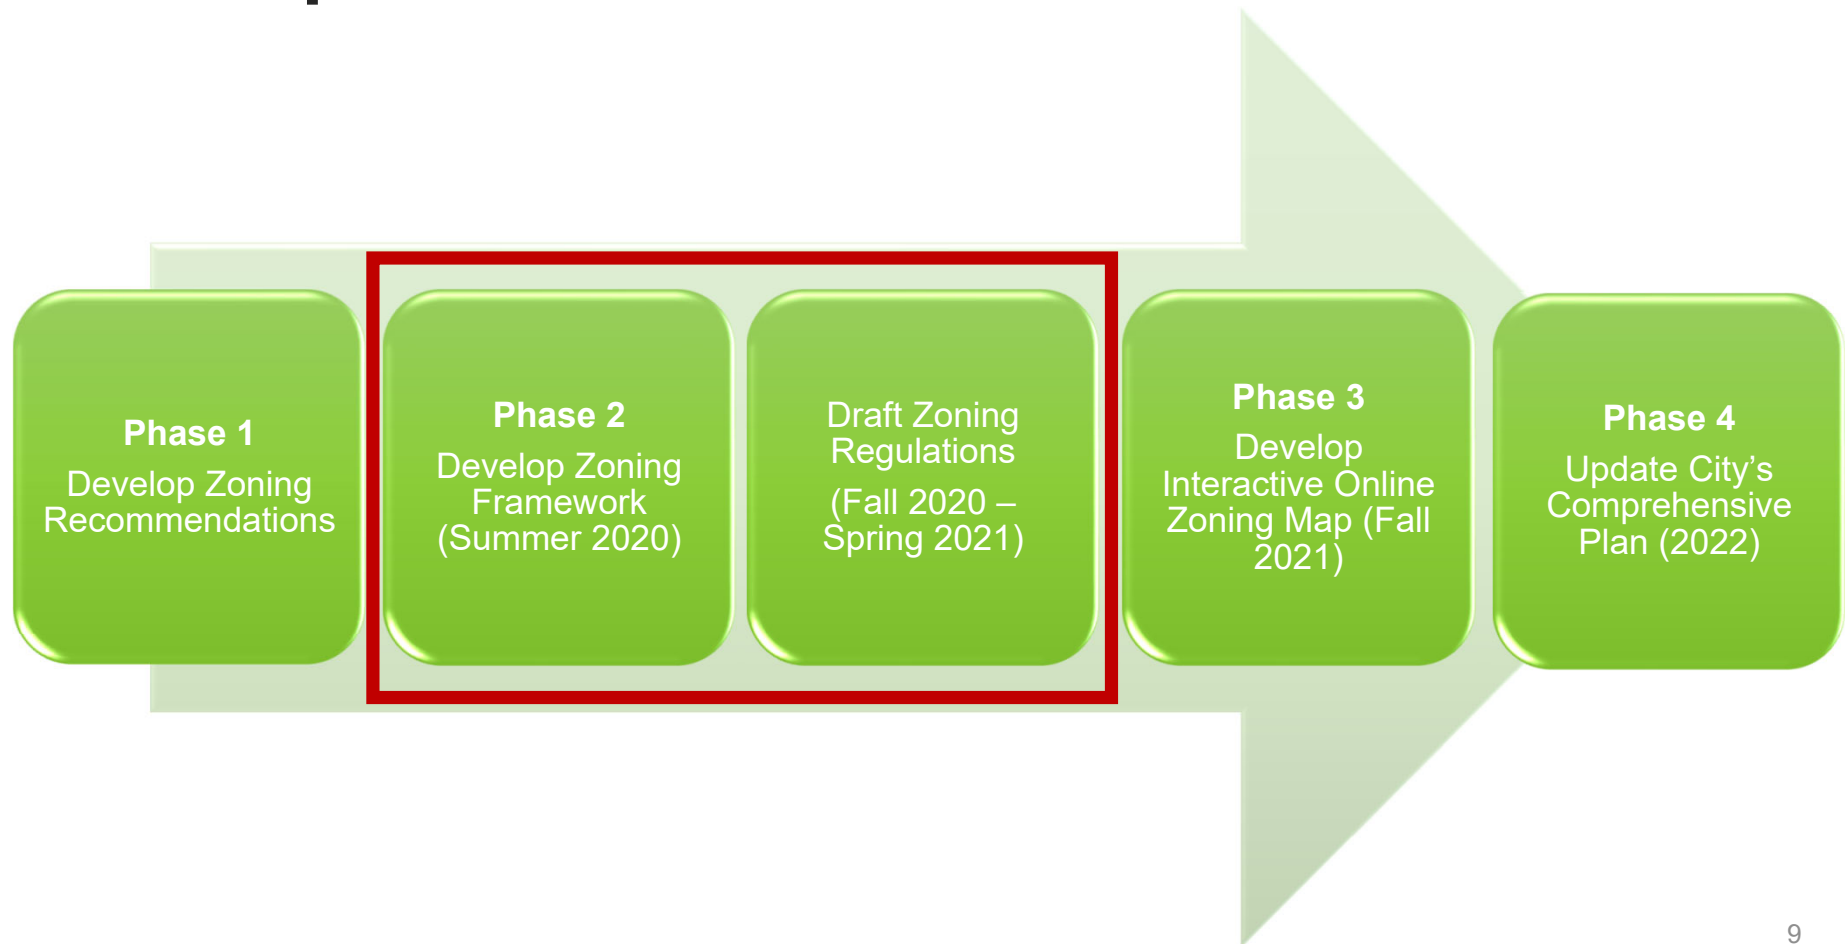 Phase 1
Develop Zoning
Recommendations
Phase 2
Develop Zoning
Framework
(Summer 2020)
Draft Zoning
Regulations
(Fall 2020 –
Spring 2021)
Phase 3
Develop
Interactive Online
Zoning Map (Fall
2021)
Phase 4
Update City’s
Comprehensive
Plan (2022)
9